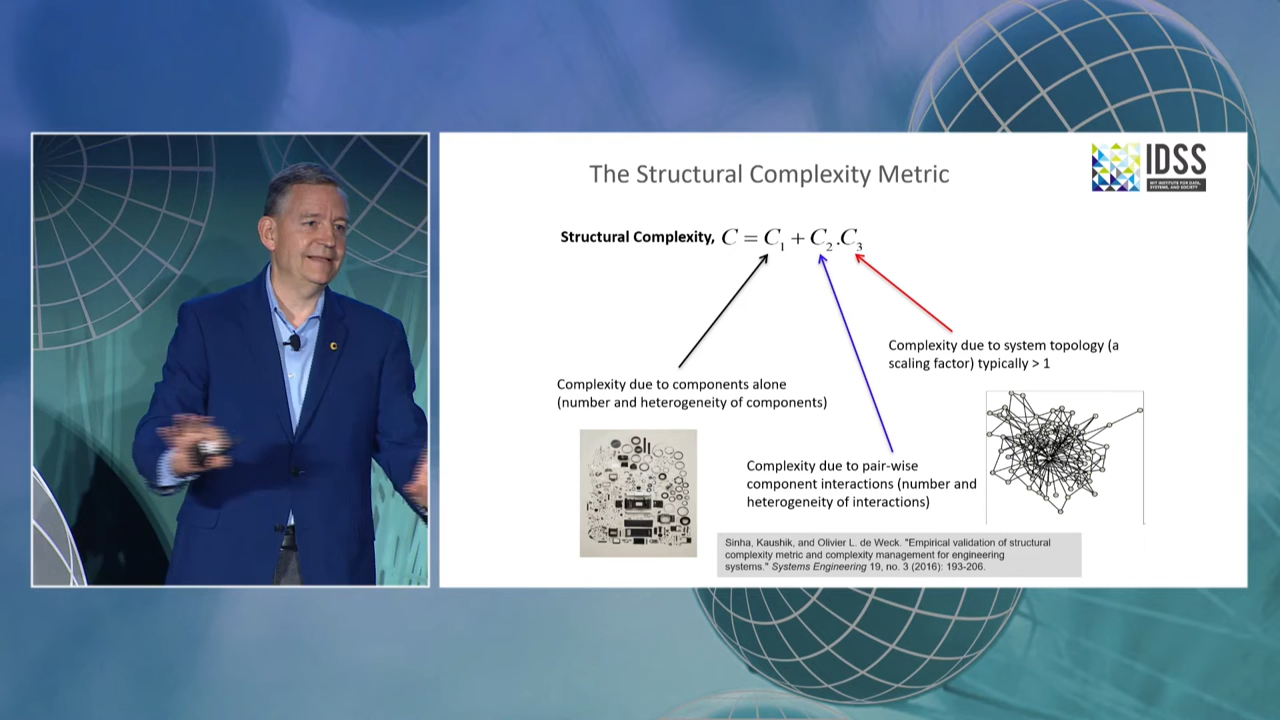 The Structural Complexity Metric
IDSS
MIT INSTITUTE FOR DATA,
SYSTEMS, AND SOCIETY
Structural Complexity, C = C1 + C2.C3
Complexity due to system topology (a
scaling factor) typically > 1
Complexity due to components alone
(number and heterogeneity of components)
Complexity due to pair-wise
component interactions (number and
heterogeneity of interactions)
Sinha, Kaushik, and Olivier L. de Weck. "Empirical validation of structural
complexity metric and complexity management for engineering
systems." Systems Engineering 19, no. 3 (2016): 193-206.